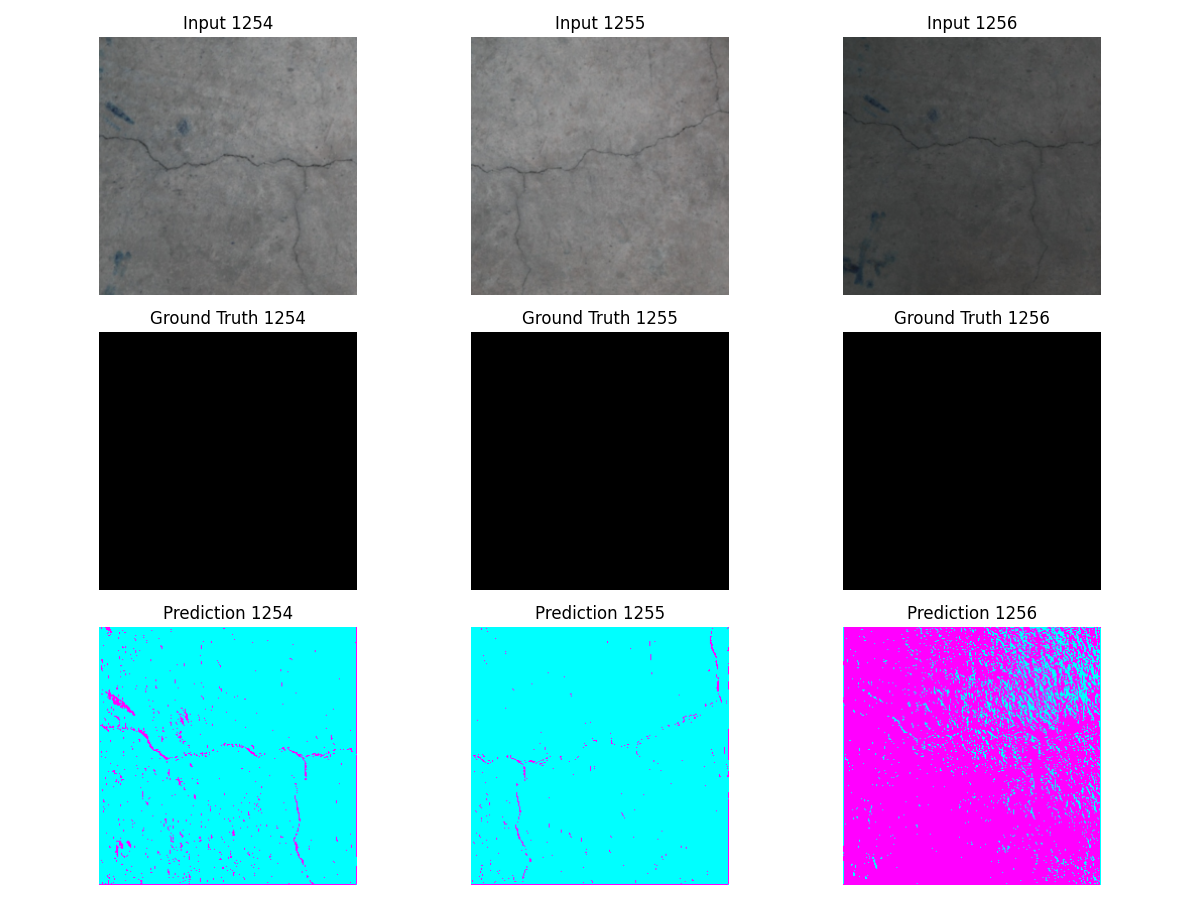 Input 1254
Input 1255
Input 1256
Ground Truth 1254
Ground Truth 1255
Ground Truth 1256
Prediction 1254
Prediction 1255
Prediction 1256